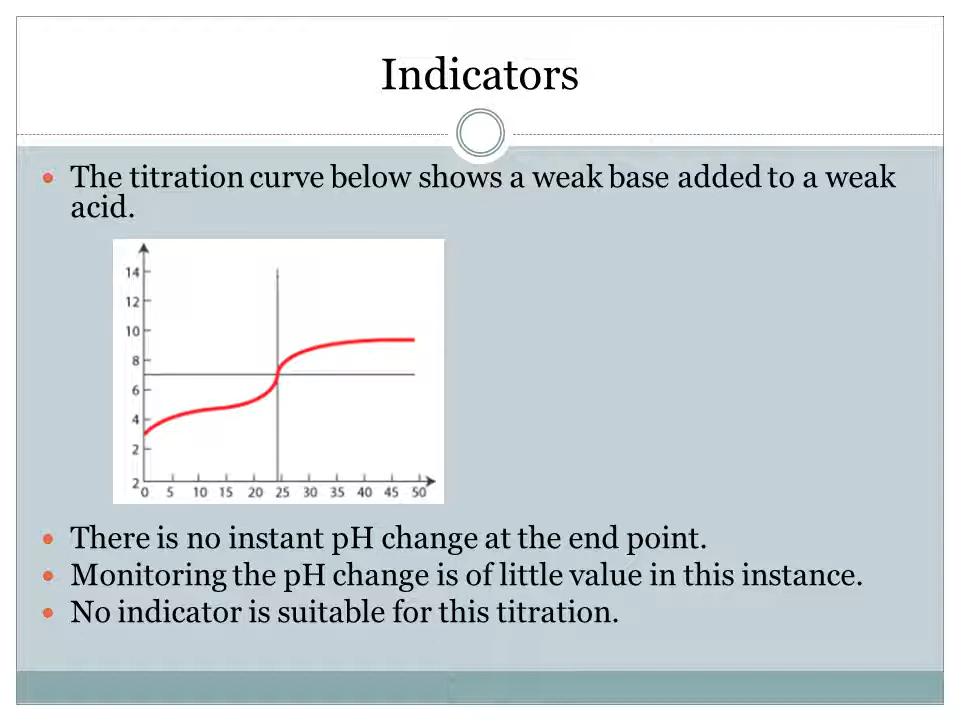 Indicators
The titration curve below shows a weak base added to a weak
acid.
14
12
10
8
6
4
2
2
0 5 10 15 20 25 30 35 40 45 50
There is no instant pH change at the end point.
Monitoring the pH change is of little value in this instance.
No indicator is suitable for this titration.